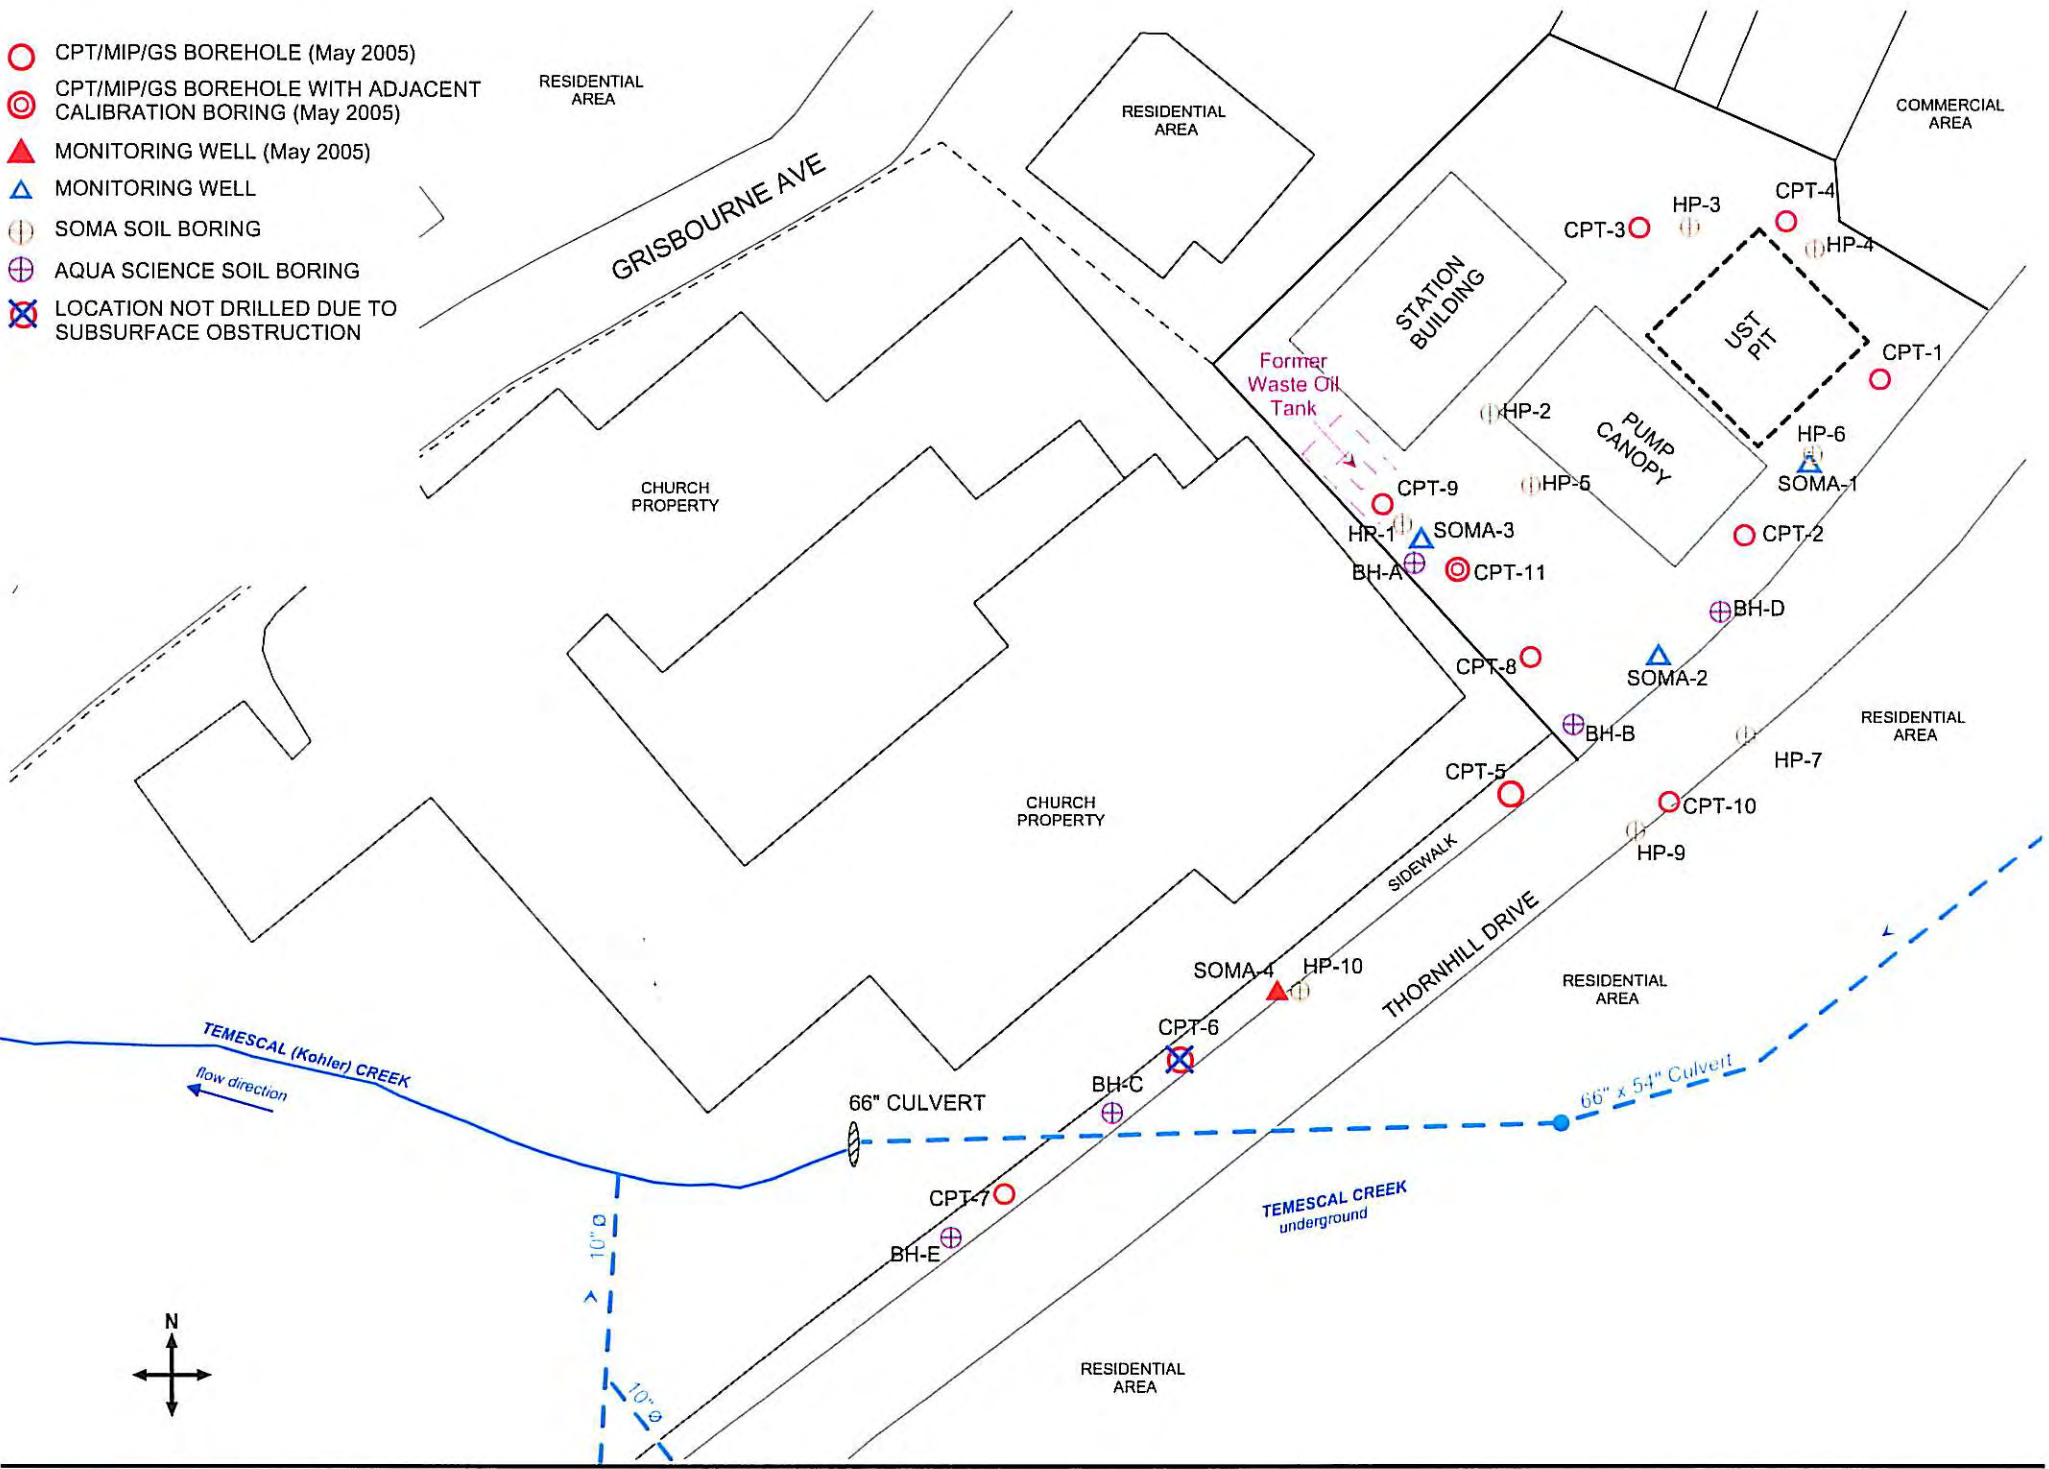 CPT/MIP/GS BOREHOLE (May 2005)
CPT/MIP/GS BOREHOLE WITH ADJACENT
CALIBRATION BORING (May 2005)
MONITORING WELL (May 2005)
MONITORING WELL
SOMA SOIL BORING
AQUA SCIENCE SOIL BORING
LOCATION NOT DRILLED DUE TO
SUBSURFACE OBSTRUCTION
RESIDENTIAL
AREA
GRISBOURNE AVE
RESIDENTIAL
AREA
COMMERCIAL
AREA
CPT-4
HP-3
CPT-3
HP-4
STATION
BUILDING
UST
PIT
CPT-1
Former
Waste Oil
Tank
HP-2
PUMP
CANOPY
HP-6
SOMA-1
HP-5
CPT-9
CHURCH
PROPERTY
HP-1
SOMA-3
CPT-2
BH-A
CPT-11
BH-D
CPT-8
SOMA-2
BH-B
RESIDENTIAL
AREA
HP-7
CPT-5
CPT-10
CHURCH
PROPERTY
HP-9
SIDEWALK
THORNHILL DRIVE
SOMA-4
HP-10
RESIDENTIAL
AREA
CPT-6
TEMESCAL (Kohler) CREEK
flow direction
BH-C
66" CULVERT
66" x 54" Culvert
CPT-7
TEMESCAL CREEK
underground
BH-E
10" Ø
N
10" Ø
RESIDENTIAL
AREA